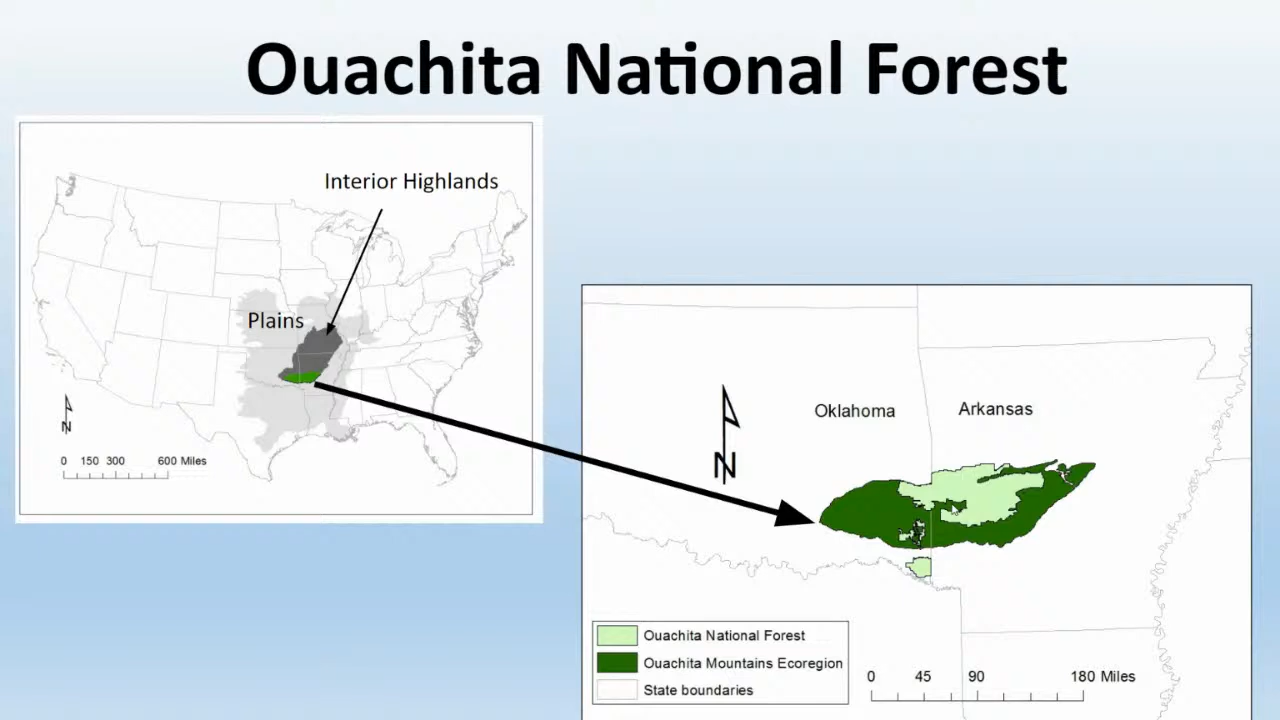 Ouachita National Forest
Interior Highlands
Plains
N
0 150 300 600 Miles
Oklahoma
Arkansas
N
Ouachita National Forest
Ouachita Mountains Ecoregion
State boundaries
0 45 90 180 Miles